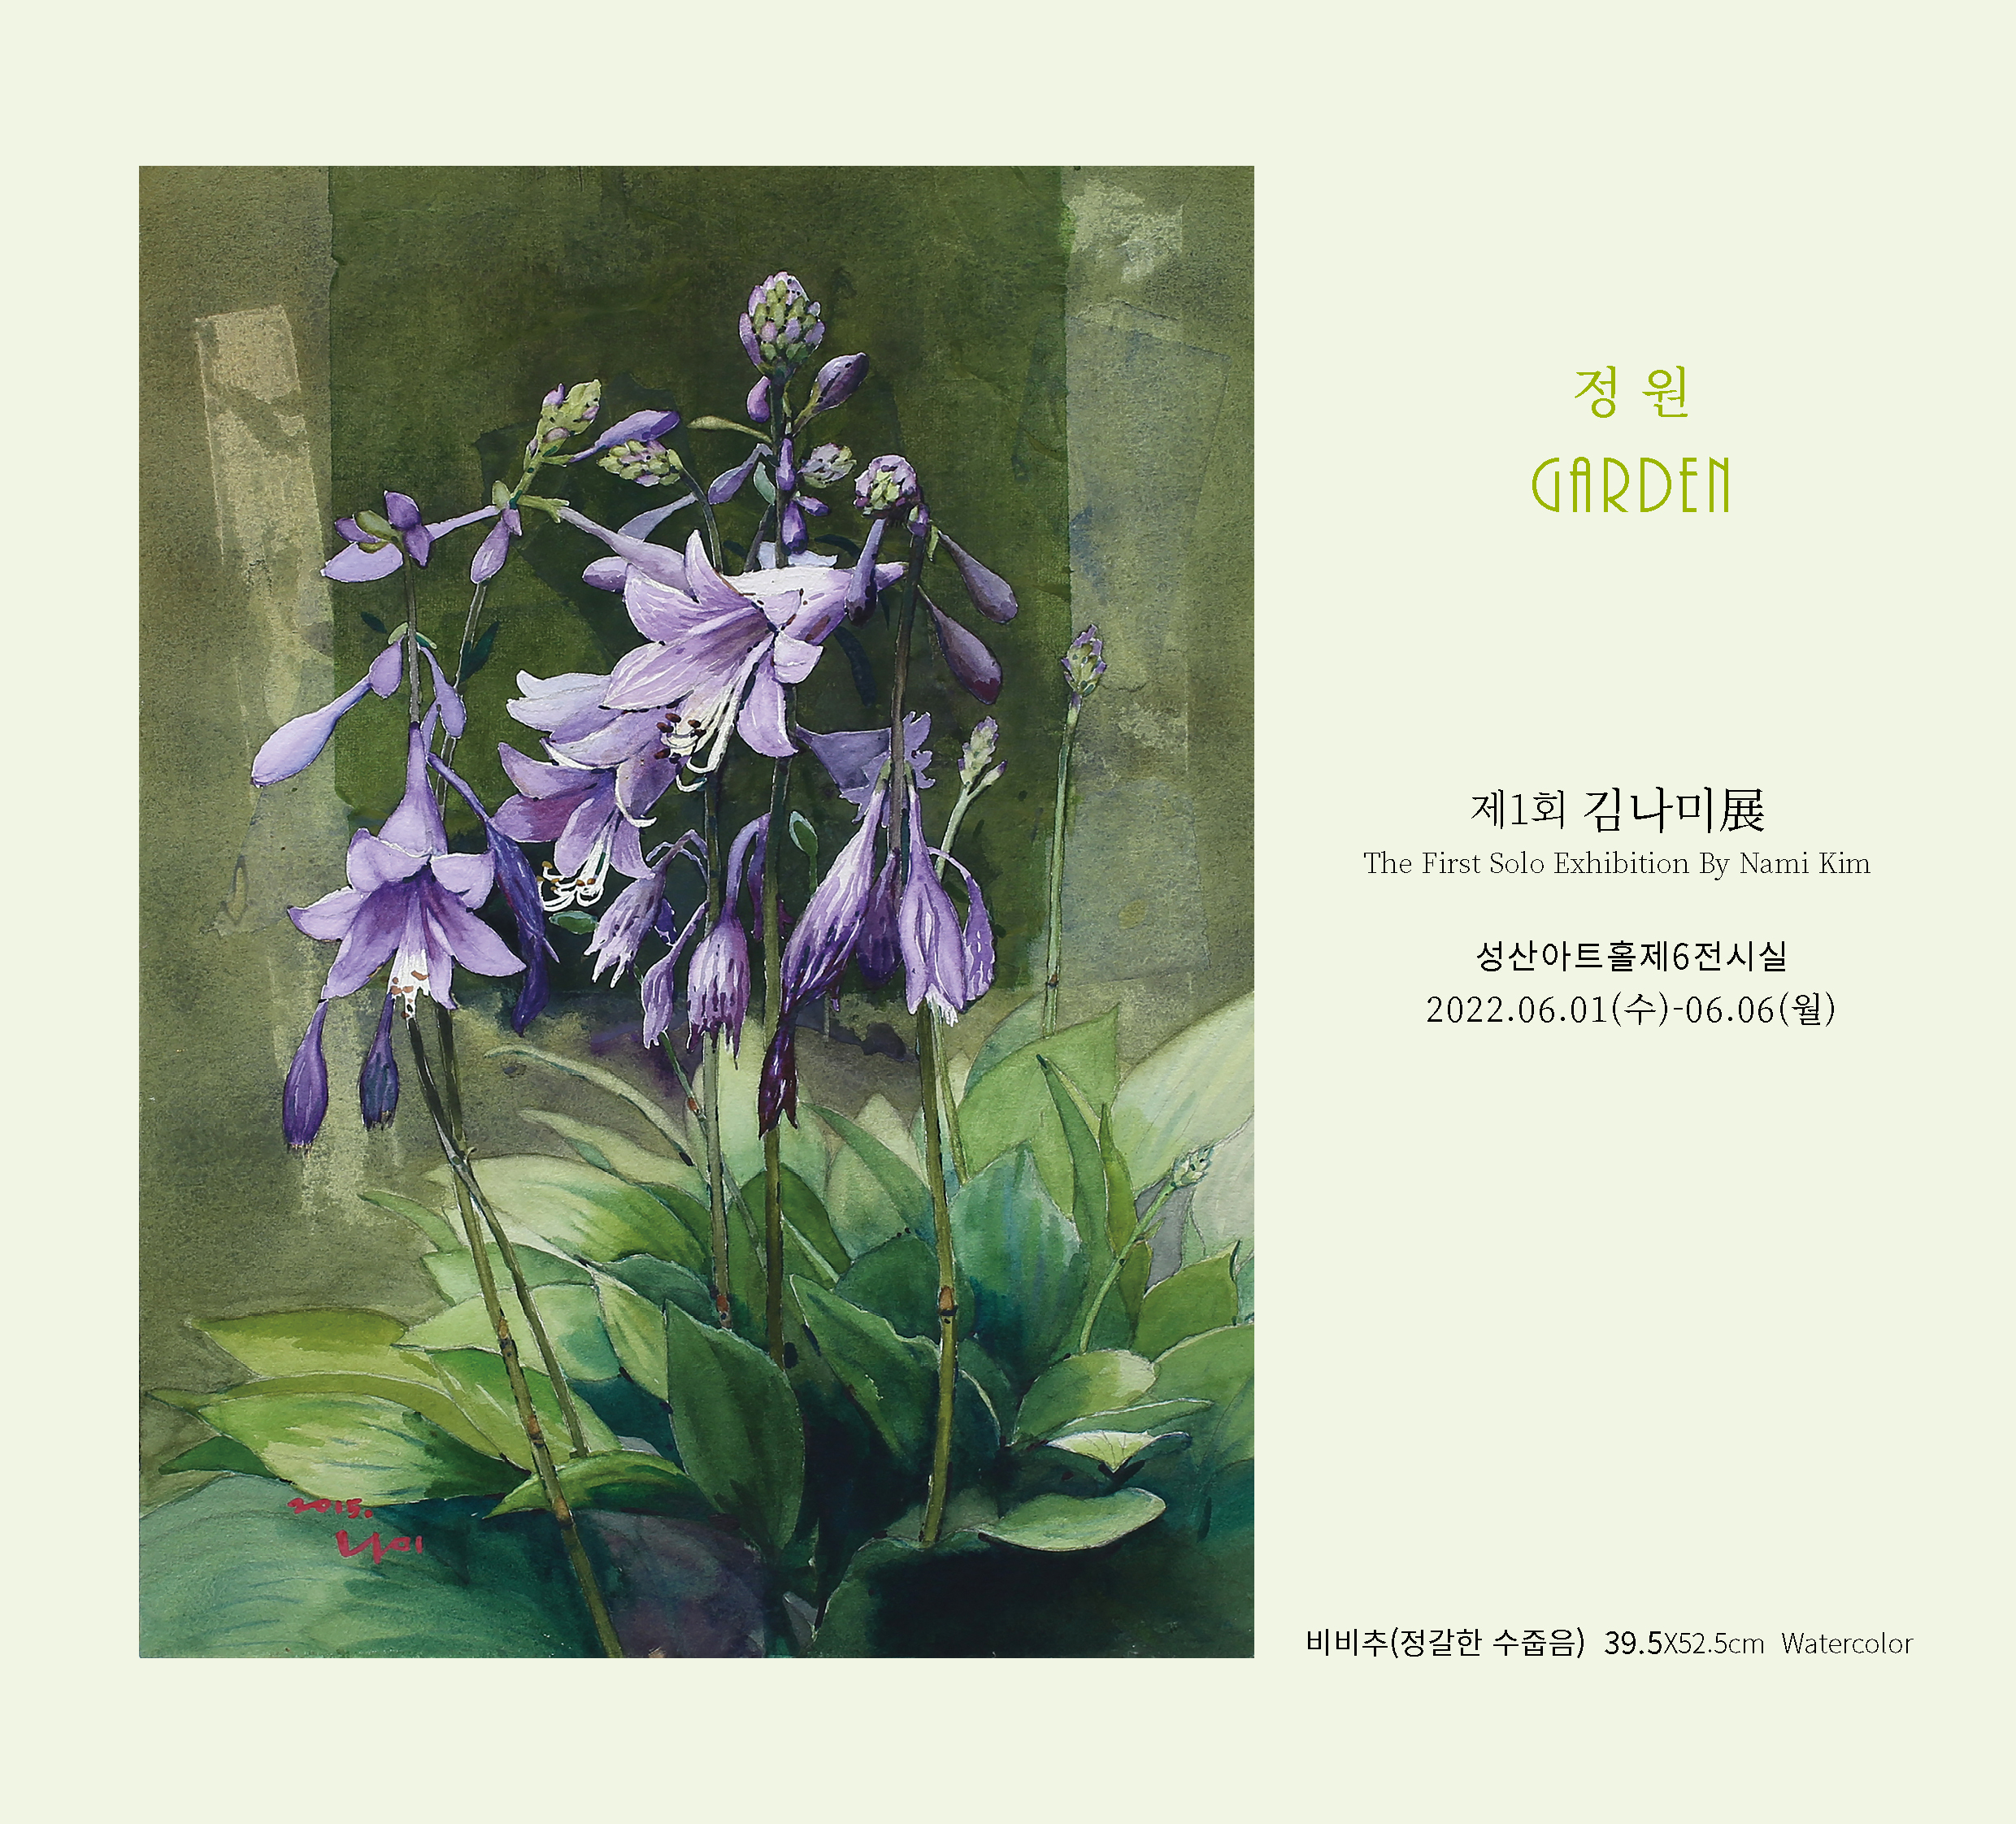 정 원
GARDEN
제1회 김나미展
The First Solo Exhibition By Nami Kim
성산아트홀제6전시실
2022.06.01(수)-06.06(월)
2015.
나미
비비추(정갈한 수줍음) 39.5X52.5cm Watercolor